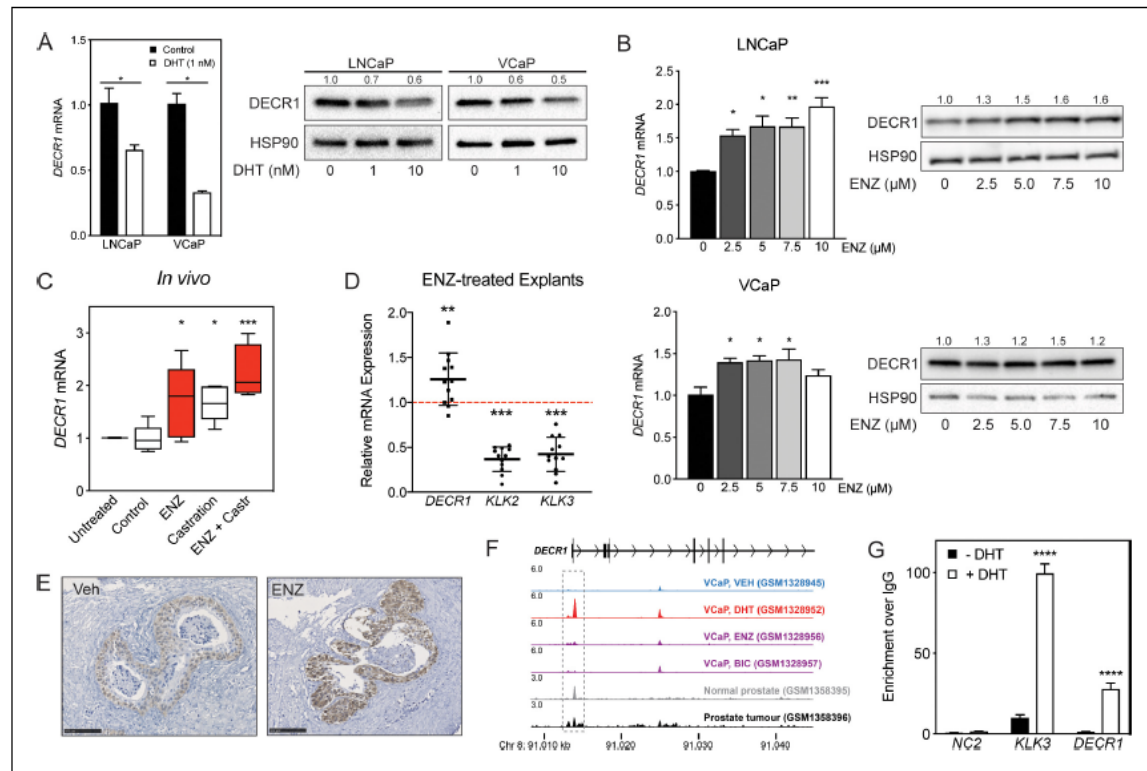 A
DECR1 mRNA
1.5
1.0
0.5
0.0
Control
DHT (1 nM)
* *
LNCaP VCaP
LNCaP VCaP
1.0 0.7 0.6 1.0 0.6 0.5
DECR1
HSP90
DHT (nM) 0 1 10 0 1 10
B
LNCaP
DECR1 mRNA
2.5
2.0
1.5
1.0
0.5
0.0
* * ** ***
0 2.5 5 7.5 10
ENZ (µM)
1.0 1.3 1.5 1.6 1.6
DECR1
HSP90
ENZ (µM) 0 2.5 5.0 7.5 10
VCaP
DECR1 mRNA
2.0
1.5
1.0
0.5
0.0
* * *
0 2.5 5 7.5 10 ENZ (µM)
1.0 1.3 1.2 1.5 1.2
DECR1
HSP90
ENZ (µM) 0 2.5 5.0 7.5 10
C
In vivo
DECR1 mRNA
3
2
1
0
* * ***
Untreated
Control
ENZ
Castration
ENZ + Castr
D
ENZ-treated Explants
Relative mRNA Expression
2.0
1.5
1.0
0.5
0.0
** *** ***
DECR1 KLK2 KLK3
E
Veh
ENZ
F
DECR1
6.0
VCaP, VEH (GSM1328945)
6.0
VCaP, DHT (GSM1328952)
6.0
VCaP, ENZ (GSM1328956)
6.0
VCaP, BIC (GSM1328957)
3.0
Normal prostate (GSM1358395)
3.0
Prostate tumour (GSM1358396)
Chr 8: 91.010 kb 91.020 91.030 91.040
G
Enrichment over IgG
100
50
0
- DHT
+ DHT
**** ****
NC2 KLK3 DECR1